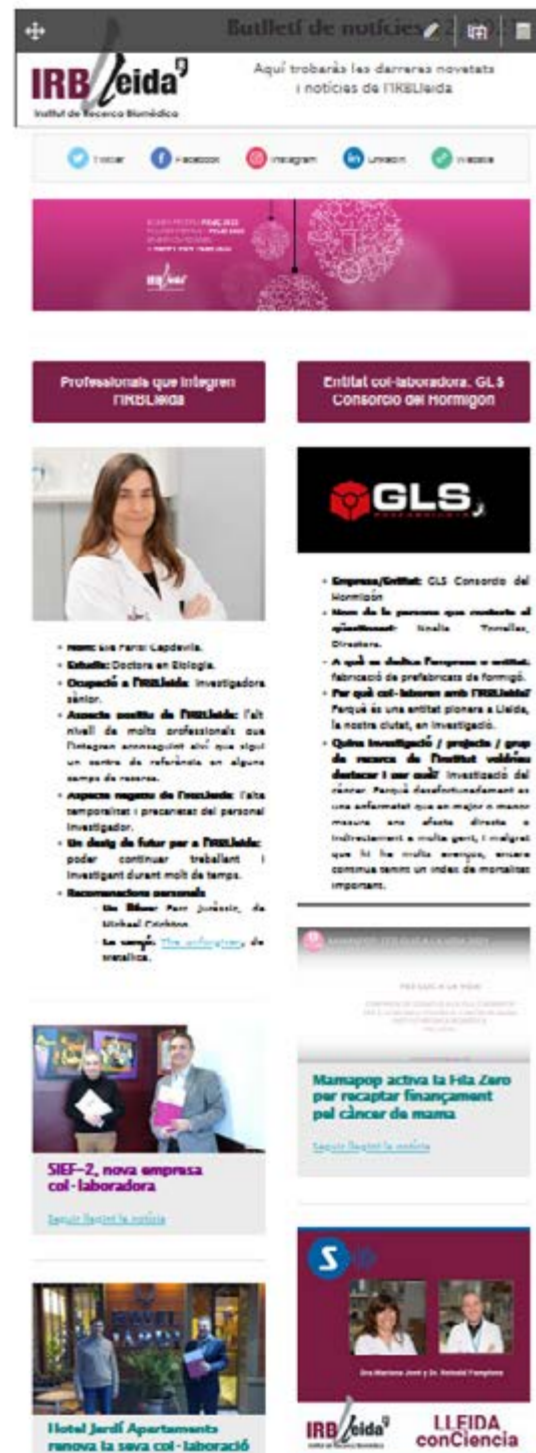 Butlletí de notícies
IRBLleida
Institut de Recerca Biomèdica
Aquí trobaràs les darreres novetats
i notícies de l'IRBLleida
Twitter
Facebook
Instagram
LinkedIn
Website
Professionals que integren
l'IRBLleida
Nom: Eva Parisi Capdevila.
Estudis: Doctora en Biologia.
Ocupació a l'IRBLleida: investigadora
sènior.
Aspecte positiu de l'IRBLleida: l'alt
nivell de molts professionals que
l'integren aconseguint així que sigui
un centre de referència en alguns
camps de recerca.
Aspecte negatiu de l'IRBLleida: l'alta
temporalitat i precarietat del personal
investigador.
Un desig de futur per a l'IRBLleida:
poder continuar treballant i
investigant durant molt de temps.
Recomanacions personals
Un llibre: Parc Juràssic, de
Michael Crichton.
La cançó: The unforgiven, de
Metallica.
SIEF-2, nova empresa
col·laboradora
Seguir llegint la notícia
HAVEL
Hotel Jardí Apartaments
renova la seva col·laboració
Entitat col·laboradora. GLS
Consorcio del Hormigón
GLS
Empresa/Entitat: GLS Consorcio del
Hormigón
Nom de la persona que contesta al
qüestionari: Noelia Torrelles,
Directora.
A què es dedica l'empresa o entitat:
fabricació de prefabricats de formigó.
Per què col·laboren amb l'IRBLleida?
Perquè és una entitat pionera a Lleida,
la nostra ciutat, en investigació.
Quina investigació / projecte / grup
de recerca de l'institut voldríeu
destacar i per què? Investigació del
càncer. Perquè desafortunadament es
una enfermetat que en major o menor
mesura ens afecta directa o
indirectament a molta gent, i malgrat
que hi ha molts avenços, encara
continua tenint un índex de mortalitat
important.
Mamapop activa la Fila Zero
per recaptar finançament
pel càncer de mama
Seguir llegint la notícia
S
Dra Mariona Jové y Dr. Reinald Pamplona
IRBLleida
LLEIDA
conCiencia